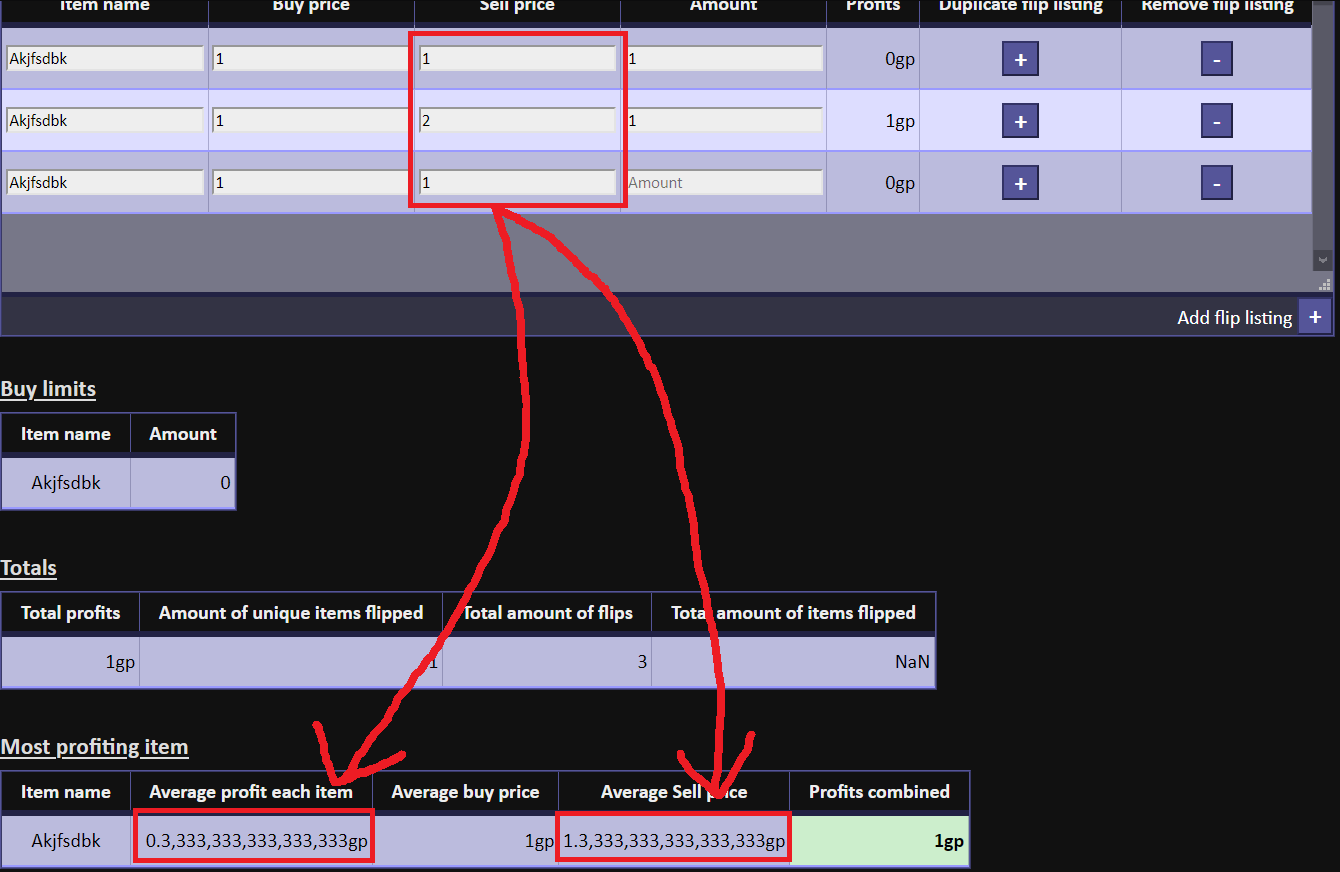 Item name Buy price Sell price Amount Profits Duplicate flip listing Remove flip listing
Akjfsdbk 1 1 1 0gp + -
Akjfsdbk 1 2 1 1gp + -
Akjfsdbk 1 1 Amount 0gp + -
Add flip listing +
Buy limits
Item name Amount
Akjfsdbk 0
Totals
Total profits Amount of unique items flipped Total amount of flips Total amount of items flipped
1gp 1 3 NaN
Most profiting item
Item name Average profit each item Average buy price Average Sell price Profits combined
Akjfsdbk 0.3,333,333,333,333,333gp 1gp 1.3,333,333,333,333,333gp 1gp